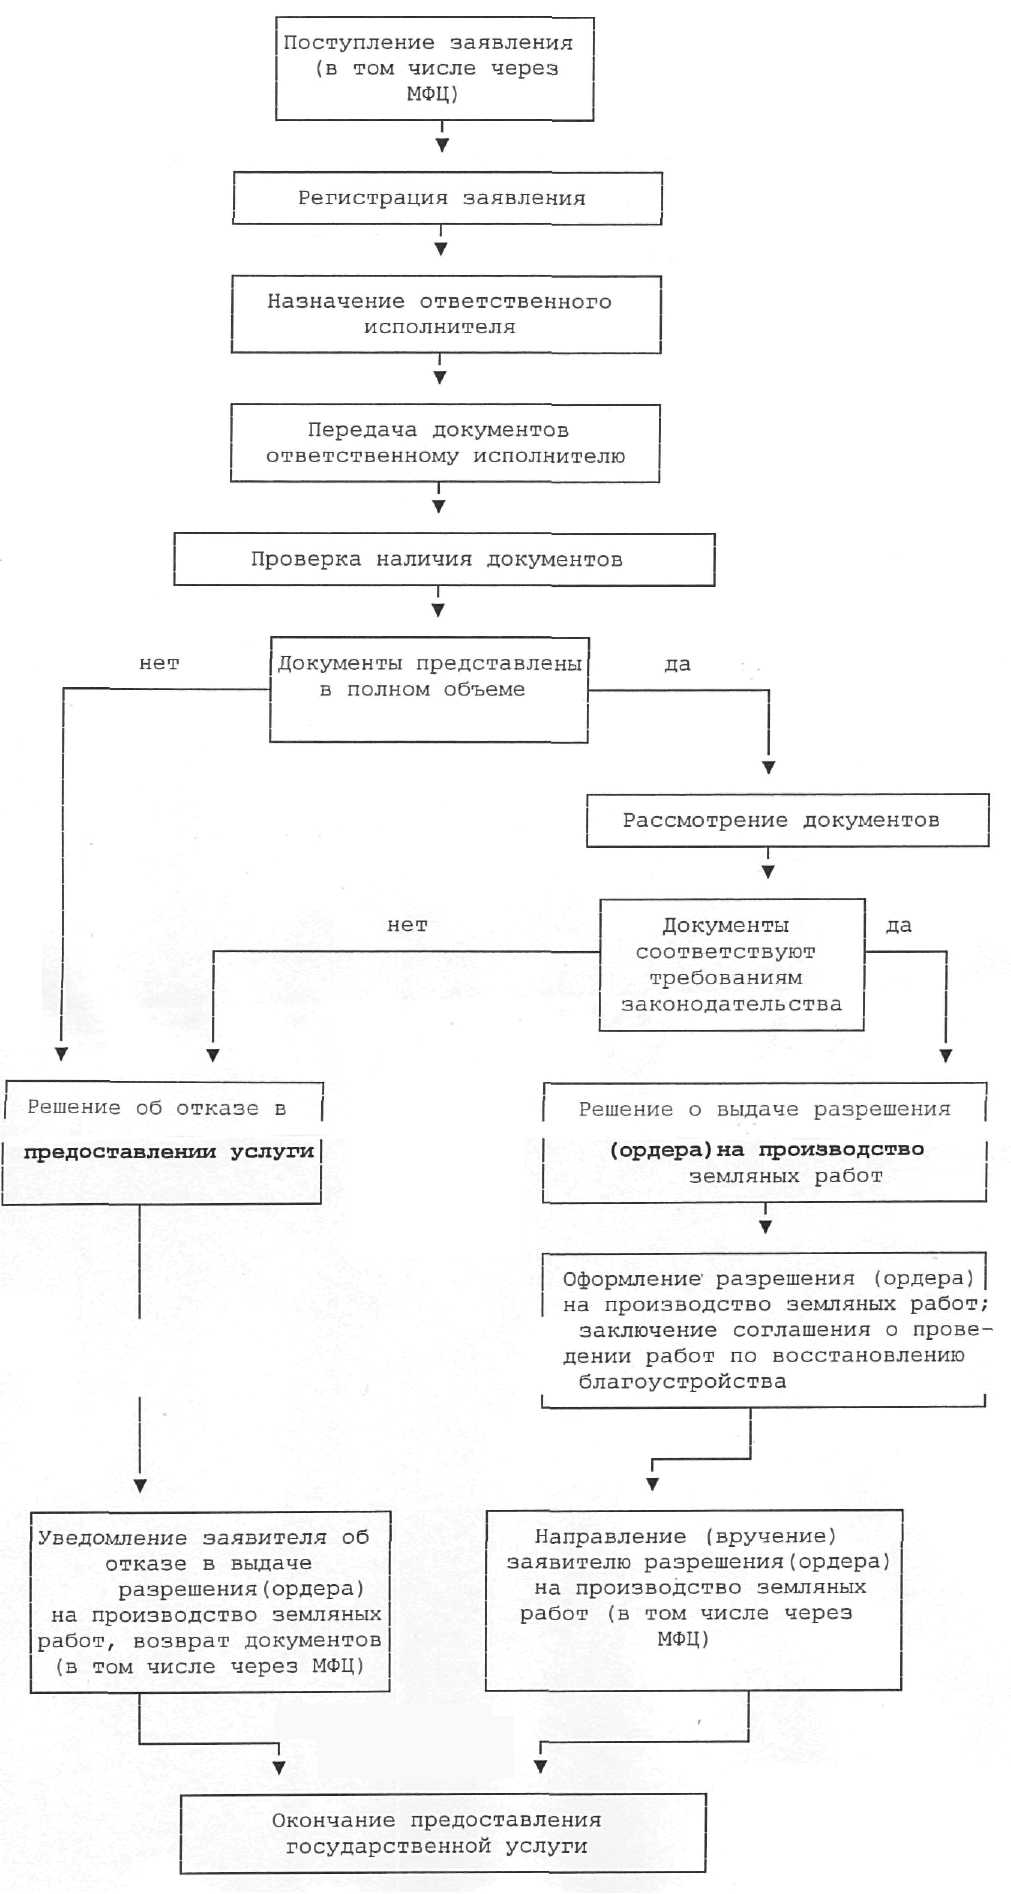 Поступление заявления
(в том числе через
МФЦ)
Регистрация заявления
Назначение ответственного
исполнителя
Передача документов
ответственному исполнителю
Проверка наличия документов
нет
Документы представлены
в полном объеме
да
Рассмотрение документов
нет
Документы
соответствуют
требованиям
законодательства
да
Решение об отказе в
предоставлении услуги
Решение о выдаче разрешения
(ордера) на производство
земляных работ
Оформление разрешения (ордера)
на производство земляных работ;
заключение соглашения о прове-
дении работ по восстановлению
благоустройства
Уведомление заявителя об
отказе в выдаче
разрешения (ордера)
на производство земляных
работ, возврат документов
(в том числе через МФЦ)
Направление (вручение)
заявителю разрешения (ордера)
на производство земляных
работ (в том числе через
МФЦ)
Окончание предоставления
государственной услуги